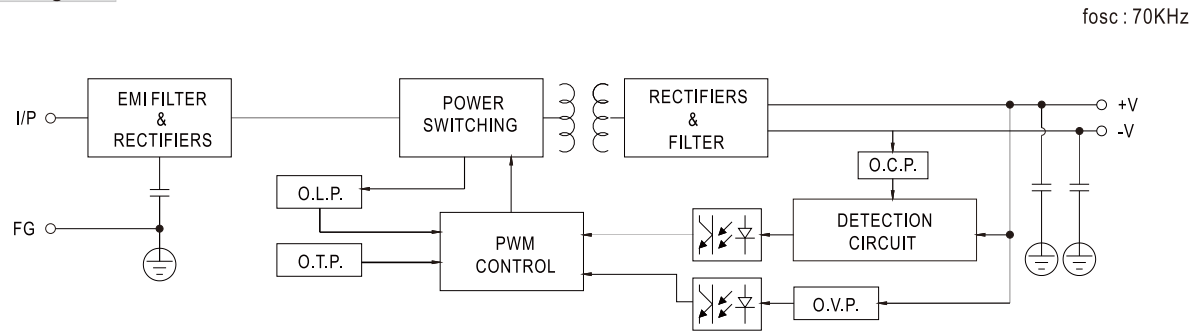 fosc : 70KHz
I/P
EMI FILTER
&
RECTIFIERS
POWER
SWITCHING
RECTIFIERS
&
FILTER
+V
-V
O.C.P.
O.L.P.
FG
PWM
CONTROL
DETECTION
CIRCUIT
O.T.P.
O.V.P.